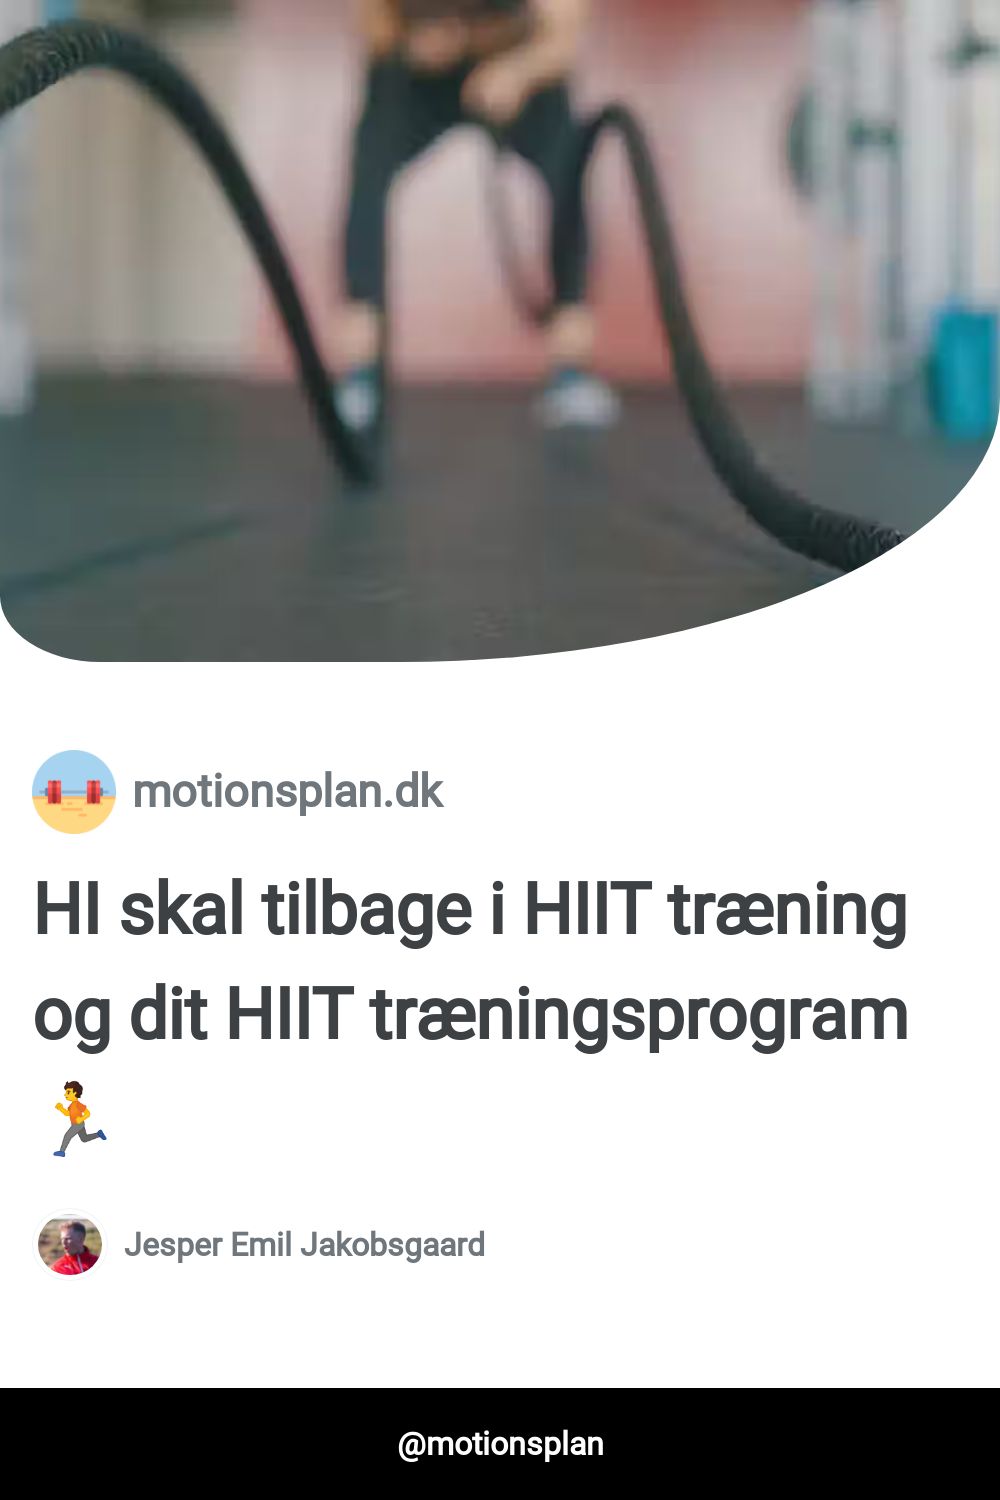 motionsplan.dk
HI skal tilbage i HIIT træning
og dit HIIT træningsprogram
🏃
Jesper Emil Jakobsgaard
@motionsplan